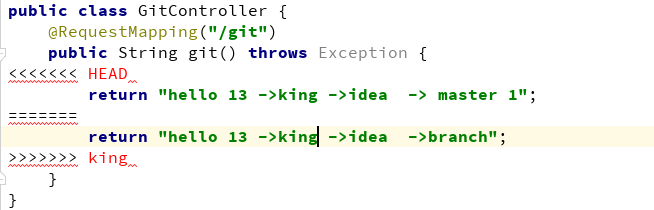 public class GitController {
    @RequestMapping("/git")
    public String git() throws Exception {
<<<<<<< HEAD
        return "hello 13 ->king ->idea  -> master 1";
=======
        return "hello 13 ->king ->idea  ->branch";
>>>>>>> king
    }
}